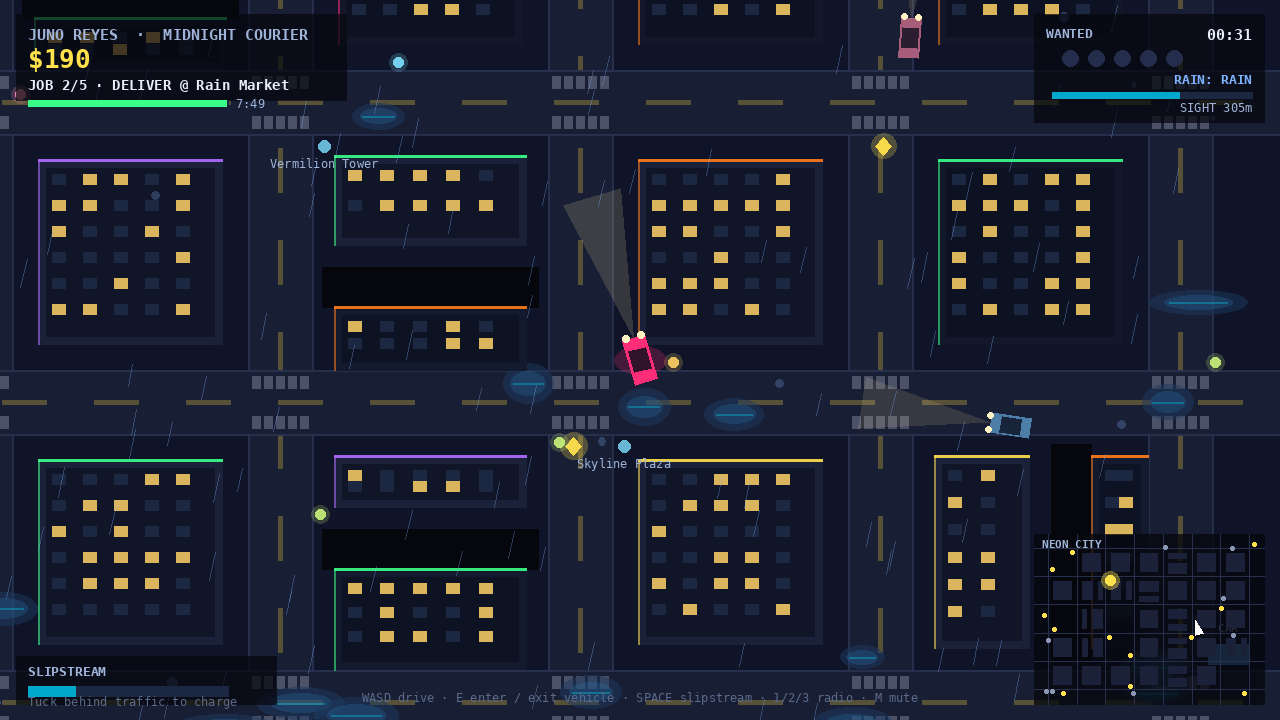 JUNO REYES · MIDNIGHT COURIER
$190
JOB 2/5 · DELIVER @ Rain Market
7:49
WANTED 00:31
RAIN: RAIN
SIGHT 305m
Vermilion Tower
Skyline Plaza
NEON CITY
SLIPSTREAM
Tuck behind traffic to charge
WASD drive · E enter / exit vehicle · SPACE slipstream · 1/2/3 radio · M mute